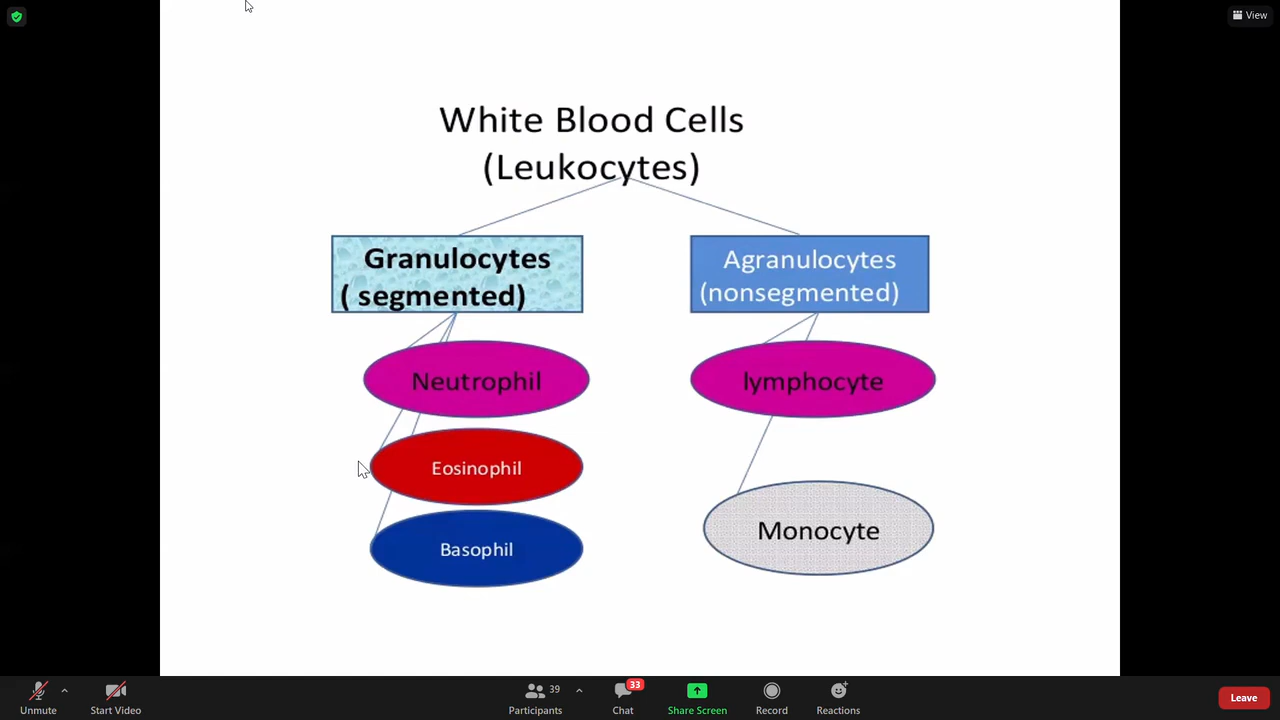 View
White Blood Cells
(Leukocytes)
Granulocytes
( segmented)
Agranulocytes
(nonsegmented)
Neutrophil
lymphocyte
Eosinophil
Basophil
Monocyte
Unmute
Start Video
39
Participants
33
Chat
Share Screen
Record
Reactions
Leave